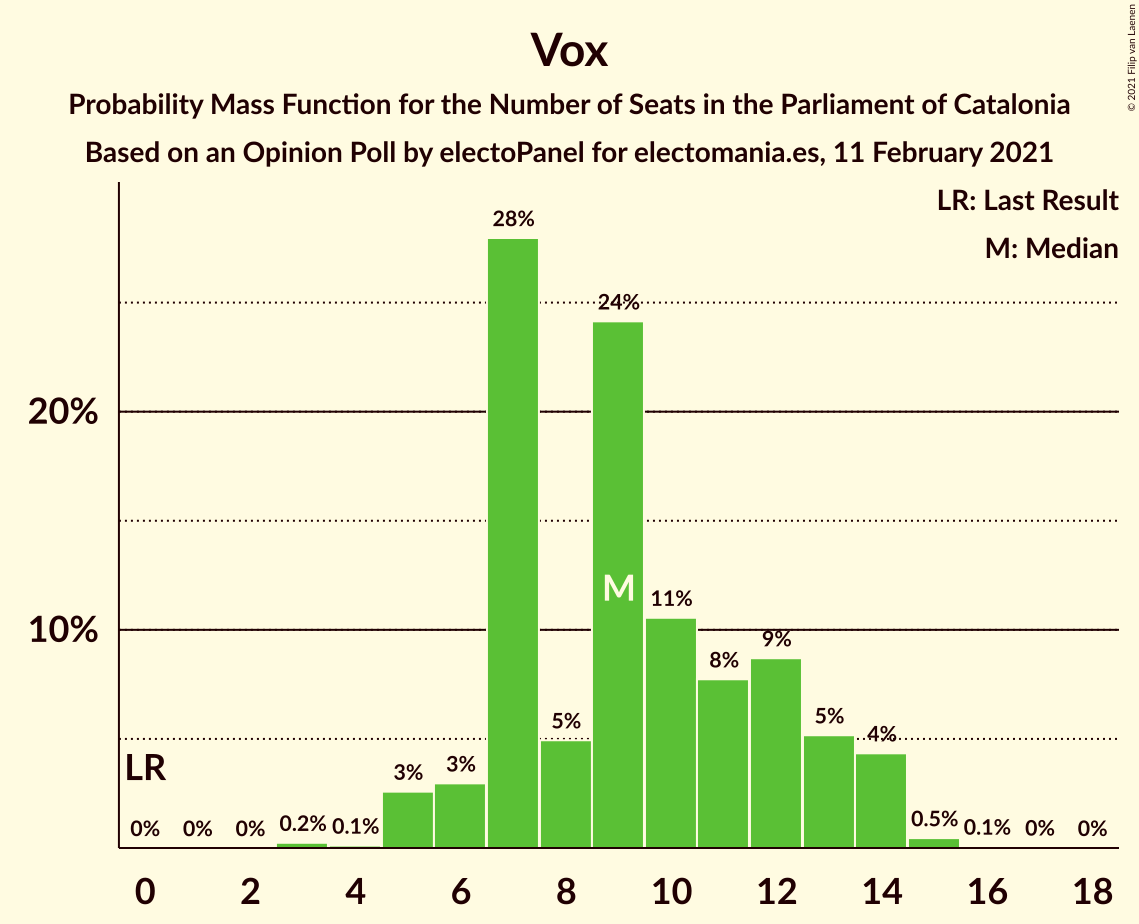 Vox
Probability Mass Function for the Number of Seats in the Parliament of Catalonia
Based on an Opinion Poll by electoPanel for electomania.es, 11 February 2021
© 2021 Filip van Laenen
LR: Last Result
M: Median
28%
24%
20%
M
11%
10%
9%
8%
5%
5%
4%
LR
3%
3%
0% 0% 0% 0.2% 0.1% 0.5% 0.1% 0% 0%
0 2 4 6 8 10 12 14 16 18